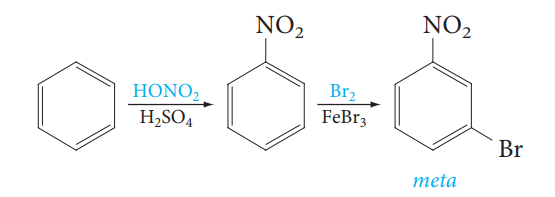 NO₂
NO₂
HONO₂
H₂SO₄
Br₂
FeBr₃
Br
meta